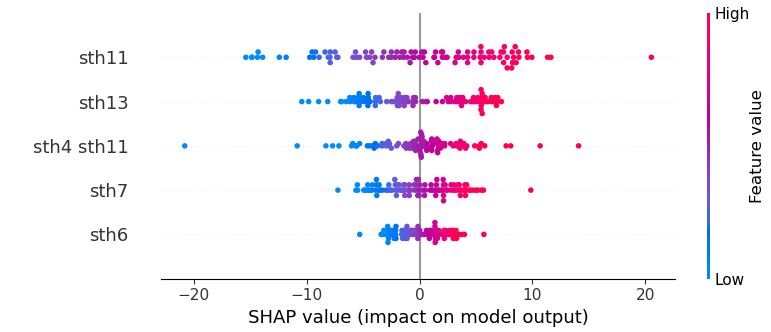 High
sth11
sth13
sth4 sth11
sth7
sth6
Feature value
Low
−20
−10
0
10
20
SHAP value (impact on model output)